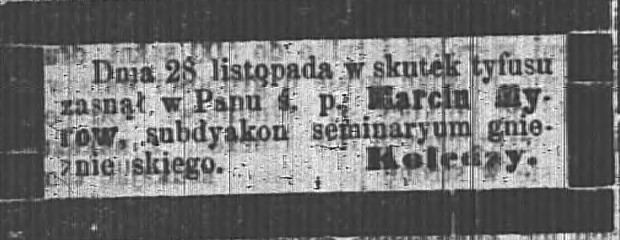 Dnia 28 listopada w skutek tyfusu
zasnął w Panu ś. p. Marcin My-
row, subdyakon seminaryum gnie-
znieńskiego.
Koledzy.